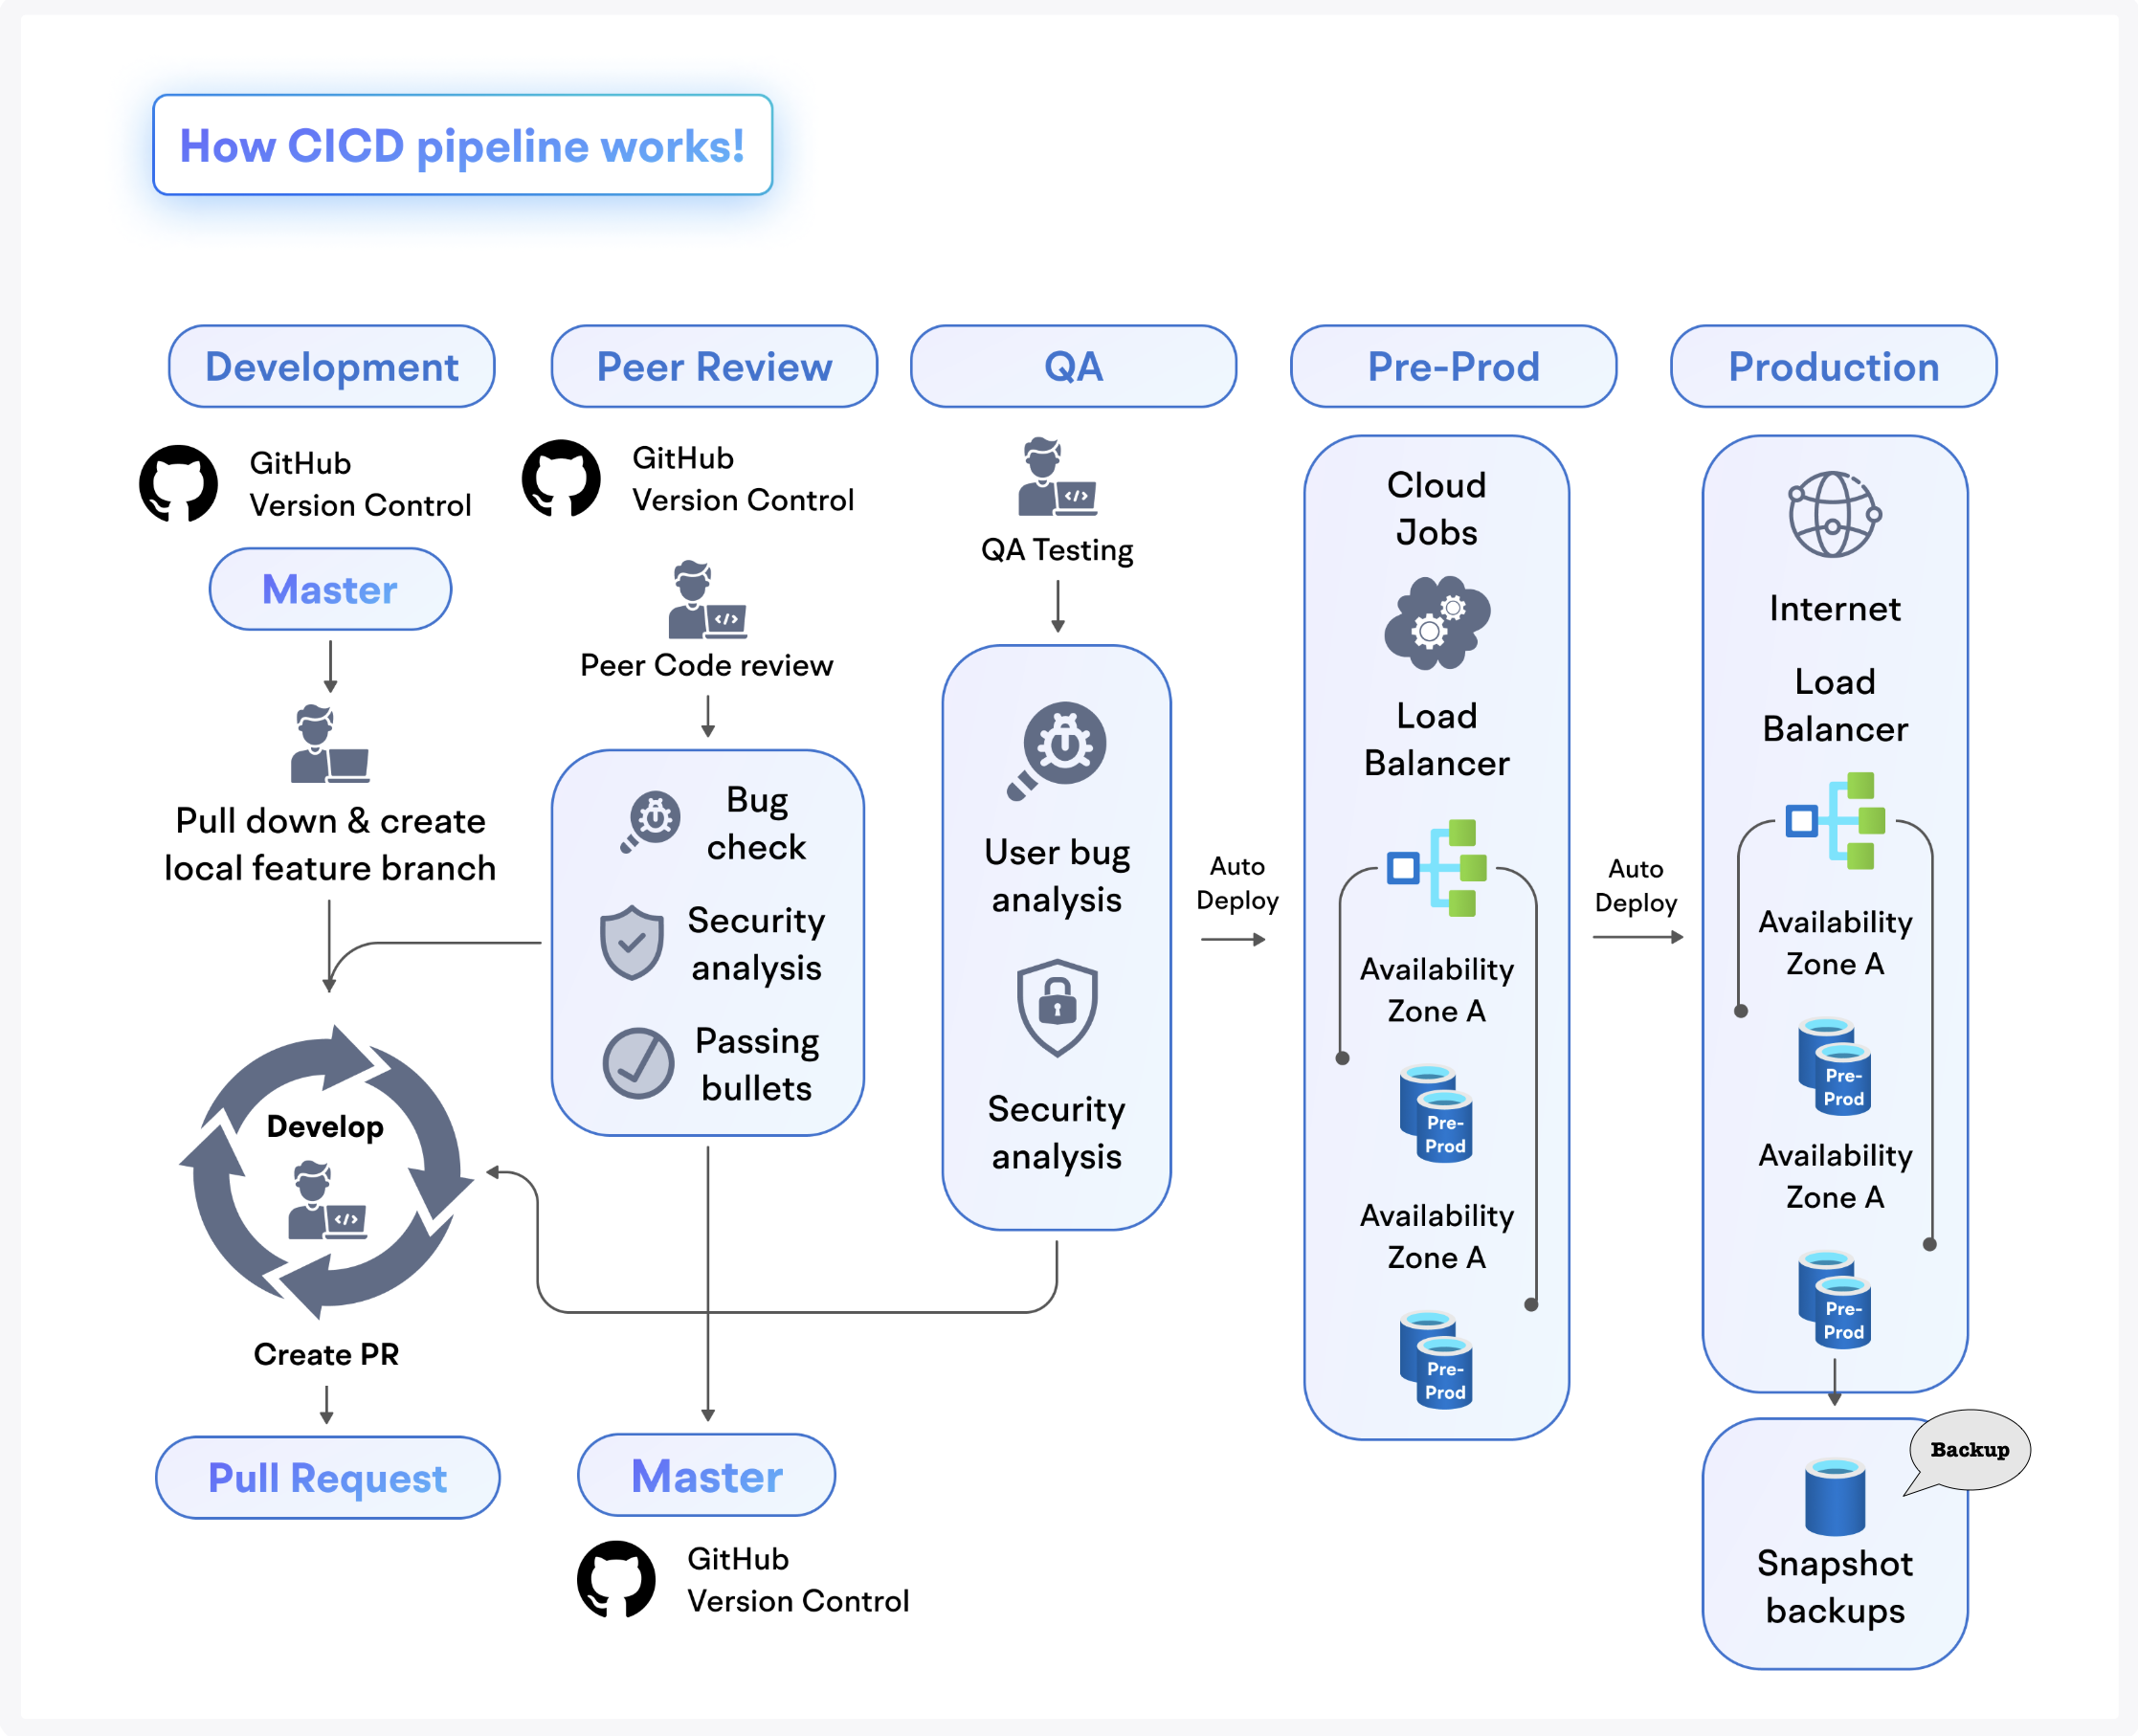 How CICD pipeline works!
Development
GitHub
Version Control
Master
Pull down & create
local feature branch
Develop
</>
Create PR
Pull Request
Peer Review
GitHub
Version Control
</>
Peer Code review
Bug
check
Security
analysis
Passing
bullets
Master
GitHub
Version Control
QA
</>
QA Testing
User bug
analysis
Security
analysis
Auto
Deploy
Pre-Prod
Cloud
Jobs
Load
Balancer
Availability
Zone A
Pre-
Prod
Availability
Zone A
Pre-
Prod
Auto
Deploy
Production
Internet
Load
Balancer
Availability
Zone A
Pre-
Prod
Availability
Zone A
Pre-
Prod
Backup
Snapshot
backups